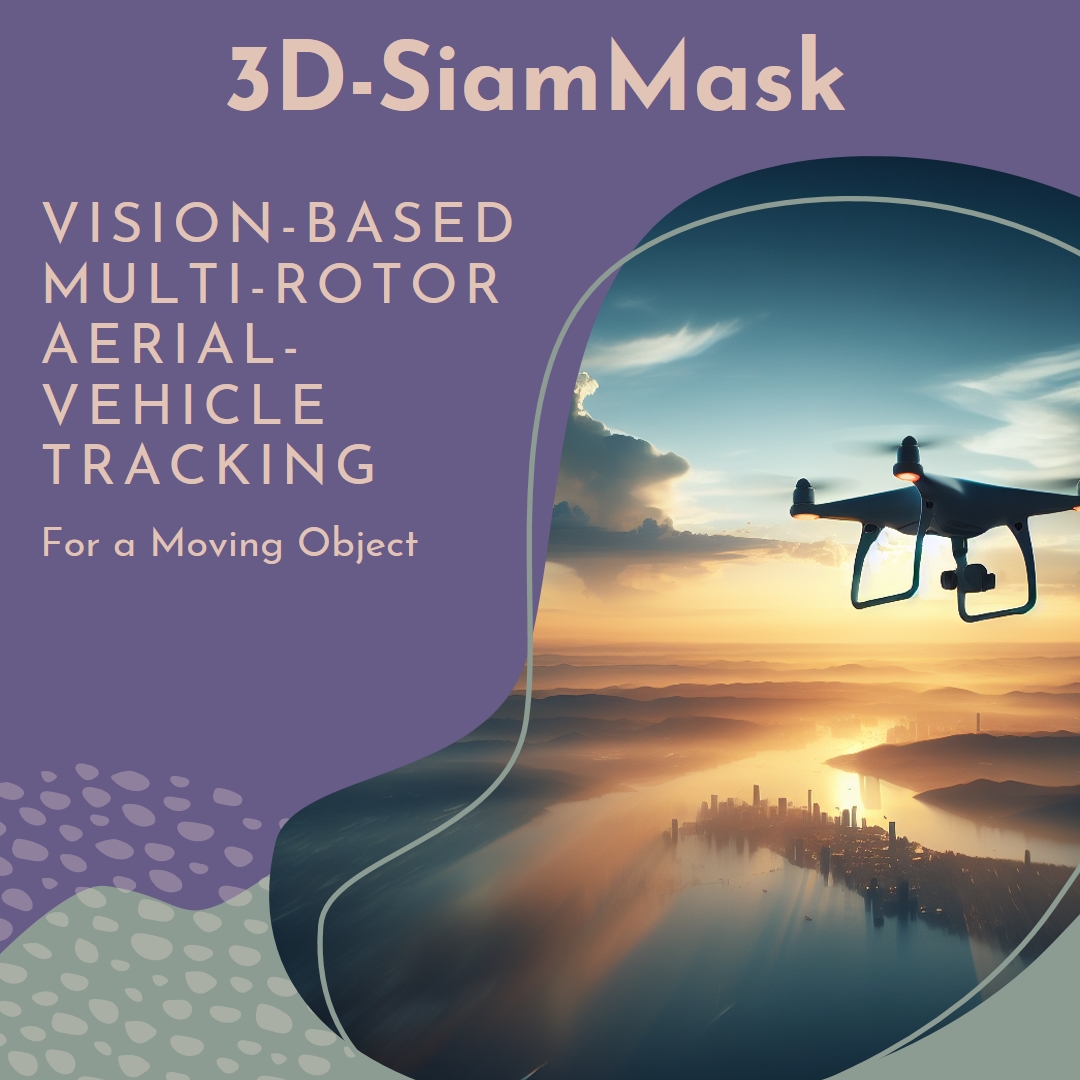 3D-SiamMask
VISION-BASED
MULTI-ROTOR
AERIAL-
VEHICLE
TRACKING
For a Moving Object